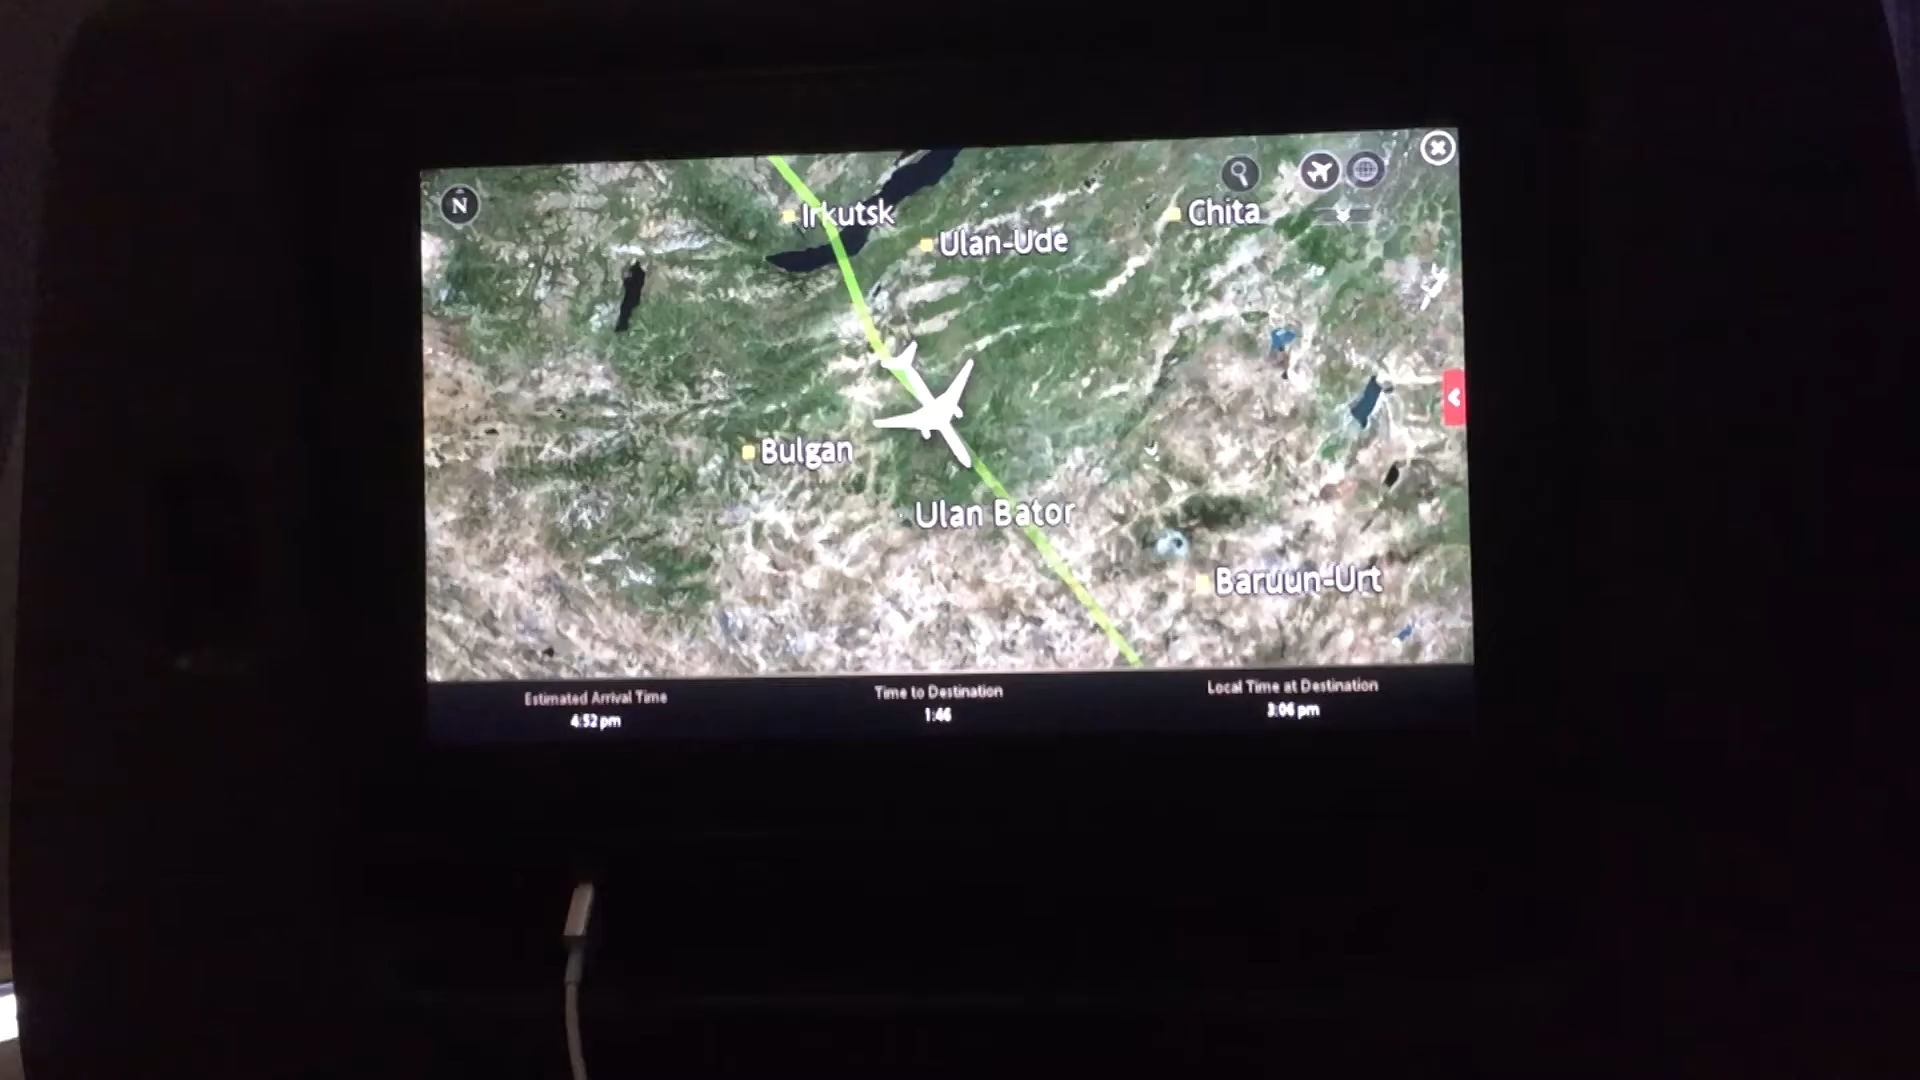 N
Irkutsk
Chita
Ulan-Ude
Bulgan
Ulan Bator
Baruun-Urt
Estimated Arrival Time
Time to Destination
Local Time at Destination
4:52 pm
1:46
3:06 pm